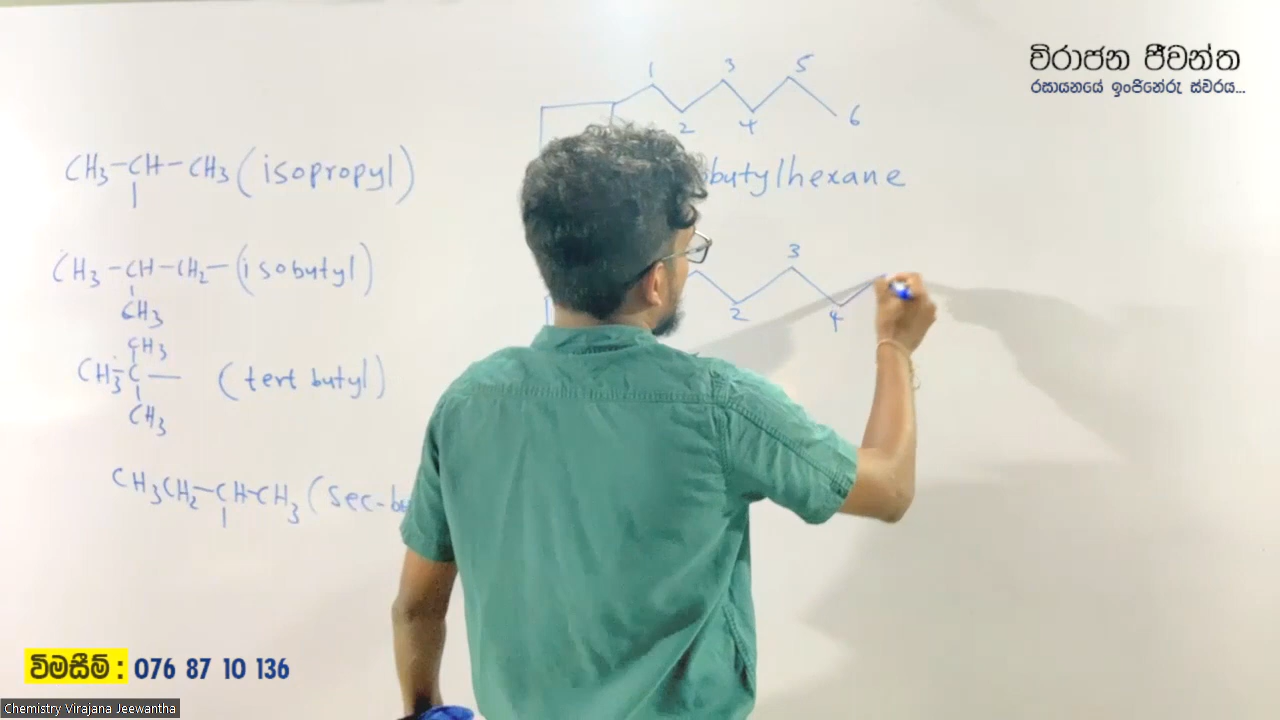 විරාජන ජීවන්ත
රසායනයේ ඉංජිනේරු ස්වරය...
1 3 5
2 4 6
CH3-CH-CH3 (isopropyl)
butylhexane
CH3-CH-CH2-(isobutyl)
CH3
3
2 4
CH3
CH3-C- (tert butyl)
CH3
CH3CH2-CH-CH3 (sec-
විමසීම් : 076 87 10 136
Chemistry Virajana Jeewantha